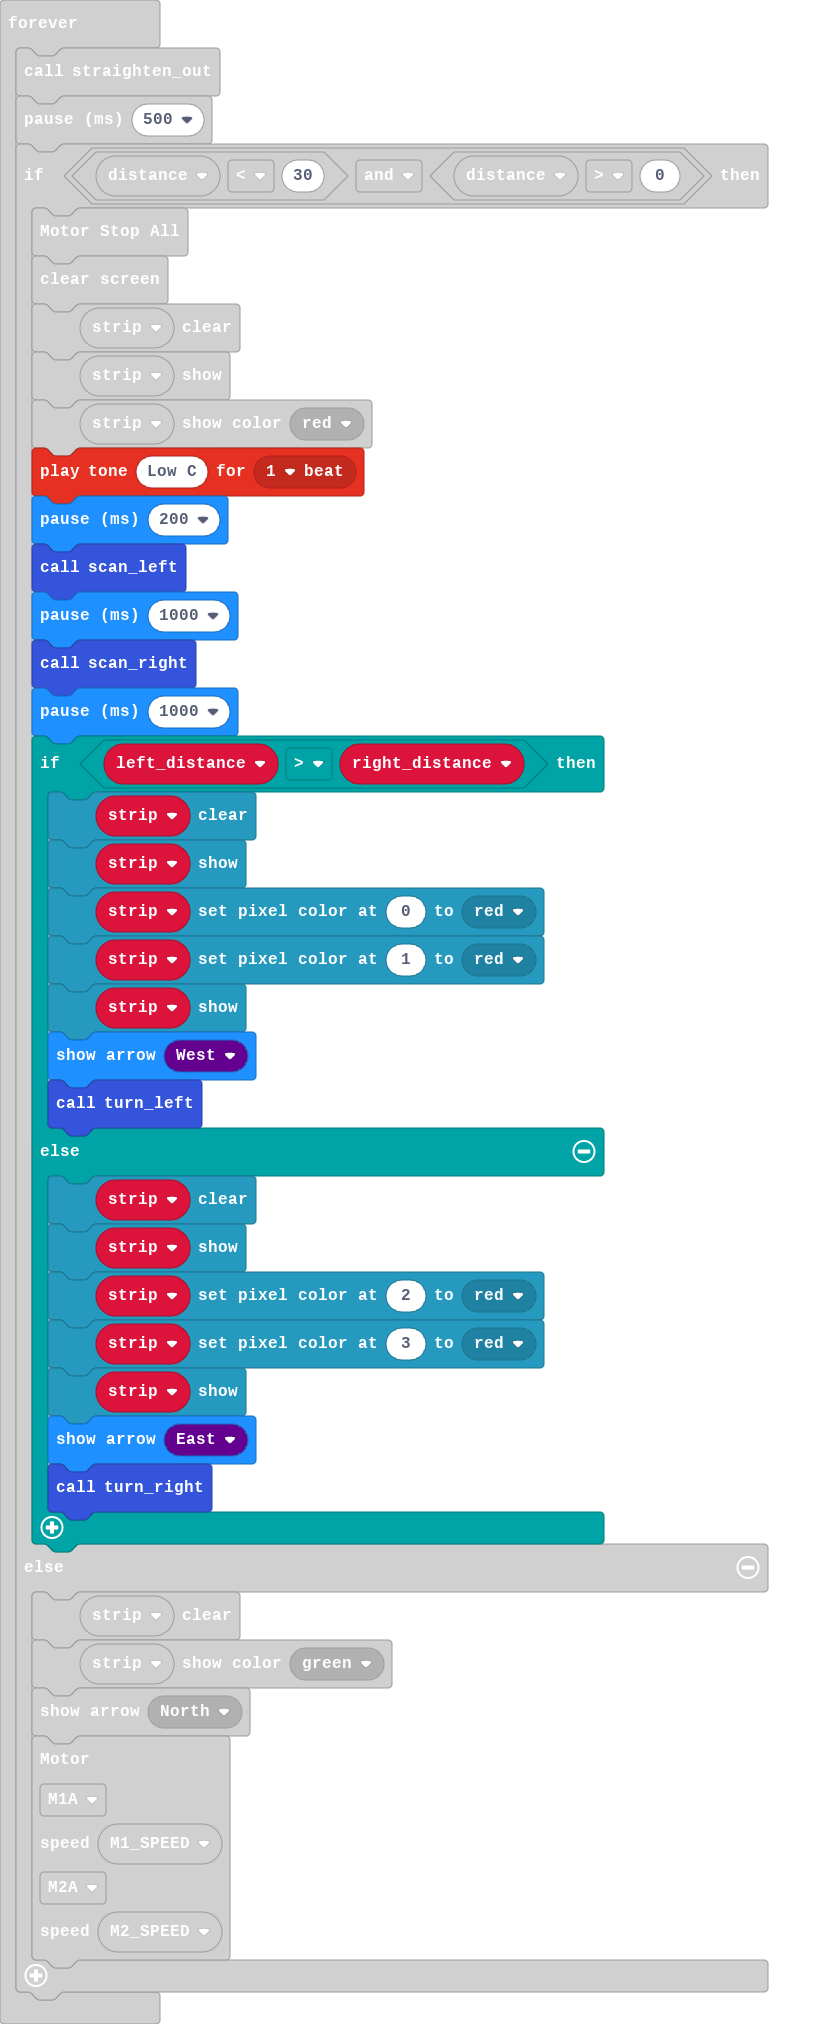 forever
call straighten_out
pause (ms) 500
if distance < 30 and distance > 0 then
Motor Stop All
clear screen
strip clear
strip show
strip show color red
play tone Low C for 1 beat
pause (ms) 200
call scan_left
pause (ms) 1000
call scan_right
pause (ms) 1000
if left_distance > right_distance then
strip clear
strip show
strip set pixel color at 0 to red
strip set pixel color at 1 to red
strip show
show arrow West
call turn_left
else
strip clear
strip show
strip set pixel color at 2 to red
strip set pixel color at 3 to red
strip show
show arrow East
call turn_right
else
strip clear
strip show color green
show arrow North
Motor
M1A
speed M1_SPEED
M2A
speed M2_SPEED